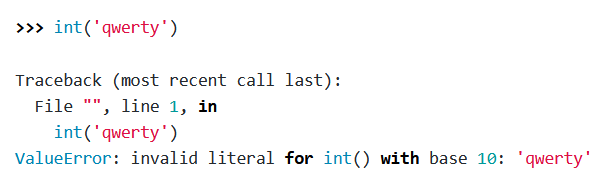 >>> int('qwerty')
Traceback (most recent call last):
File "", line 1, in
int('qwerty')
ValueError: invalid literal for int() with base 10: 'qwerty'